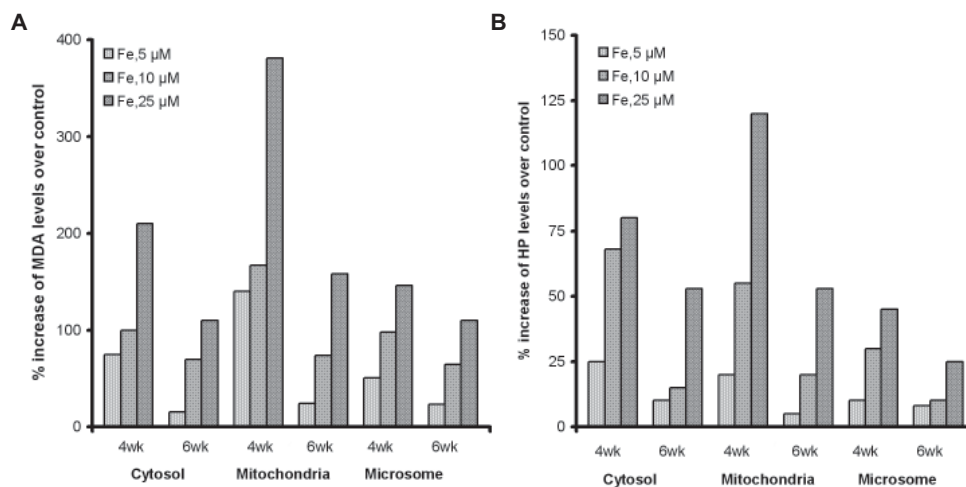 A
% increase of MDA levels over control
400
300
200
100
0
Fe,5 µM
Fe,10 µM
Fe,25 µM
4wk 6wk 4wk 6wk 4wk 6wk
Cytosol Mitochondria Microsome
B
% increase of HP levels over control
150
125
100
75
50
25
0
Fe,5 µM
Fe,10 µM
Fe,25 µM
4wk 6wk 4wk 6wk 4wk 6wk
Cytosol Mitochondria Microsome